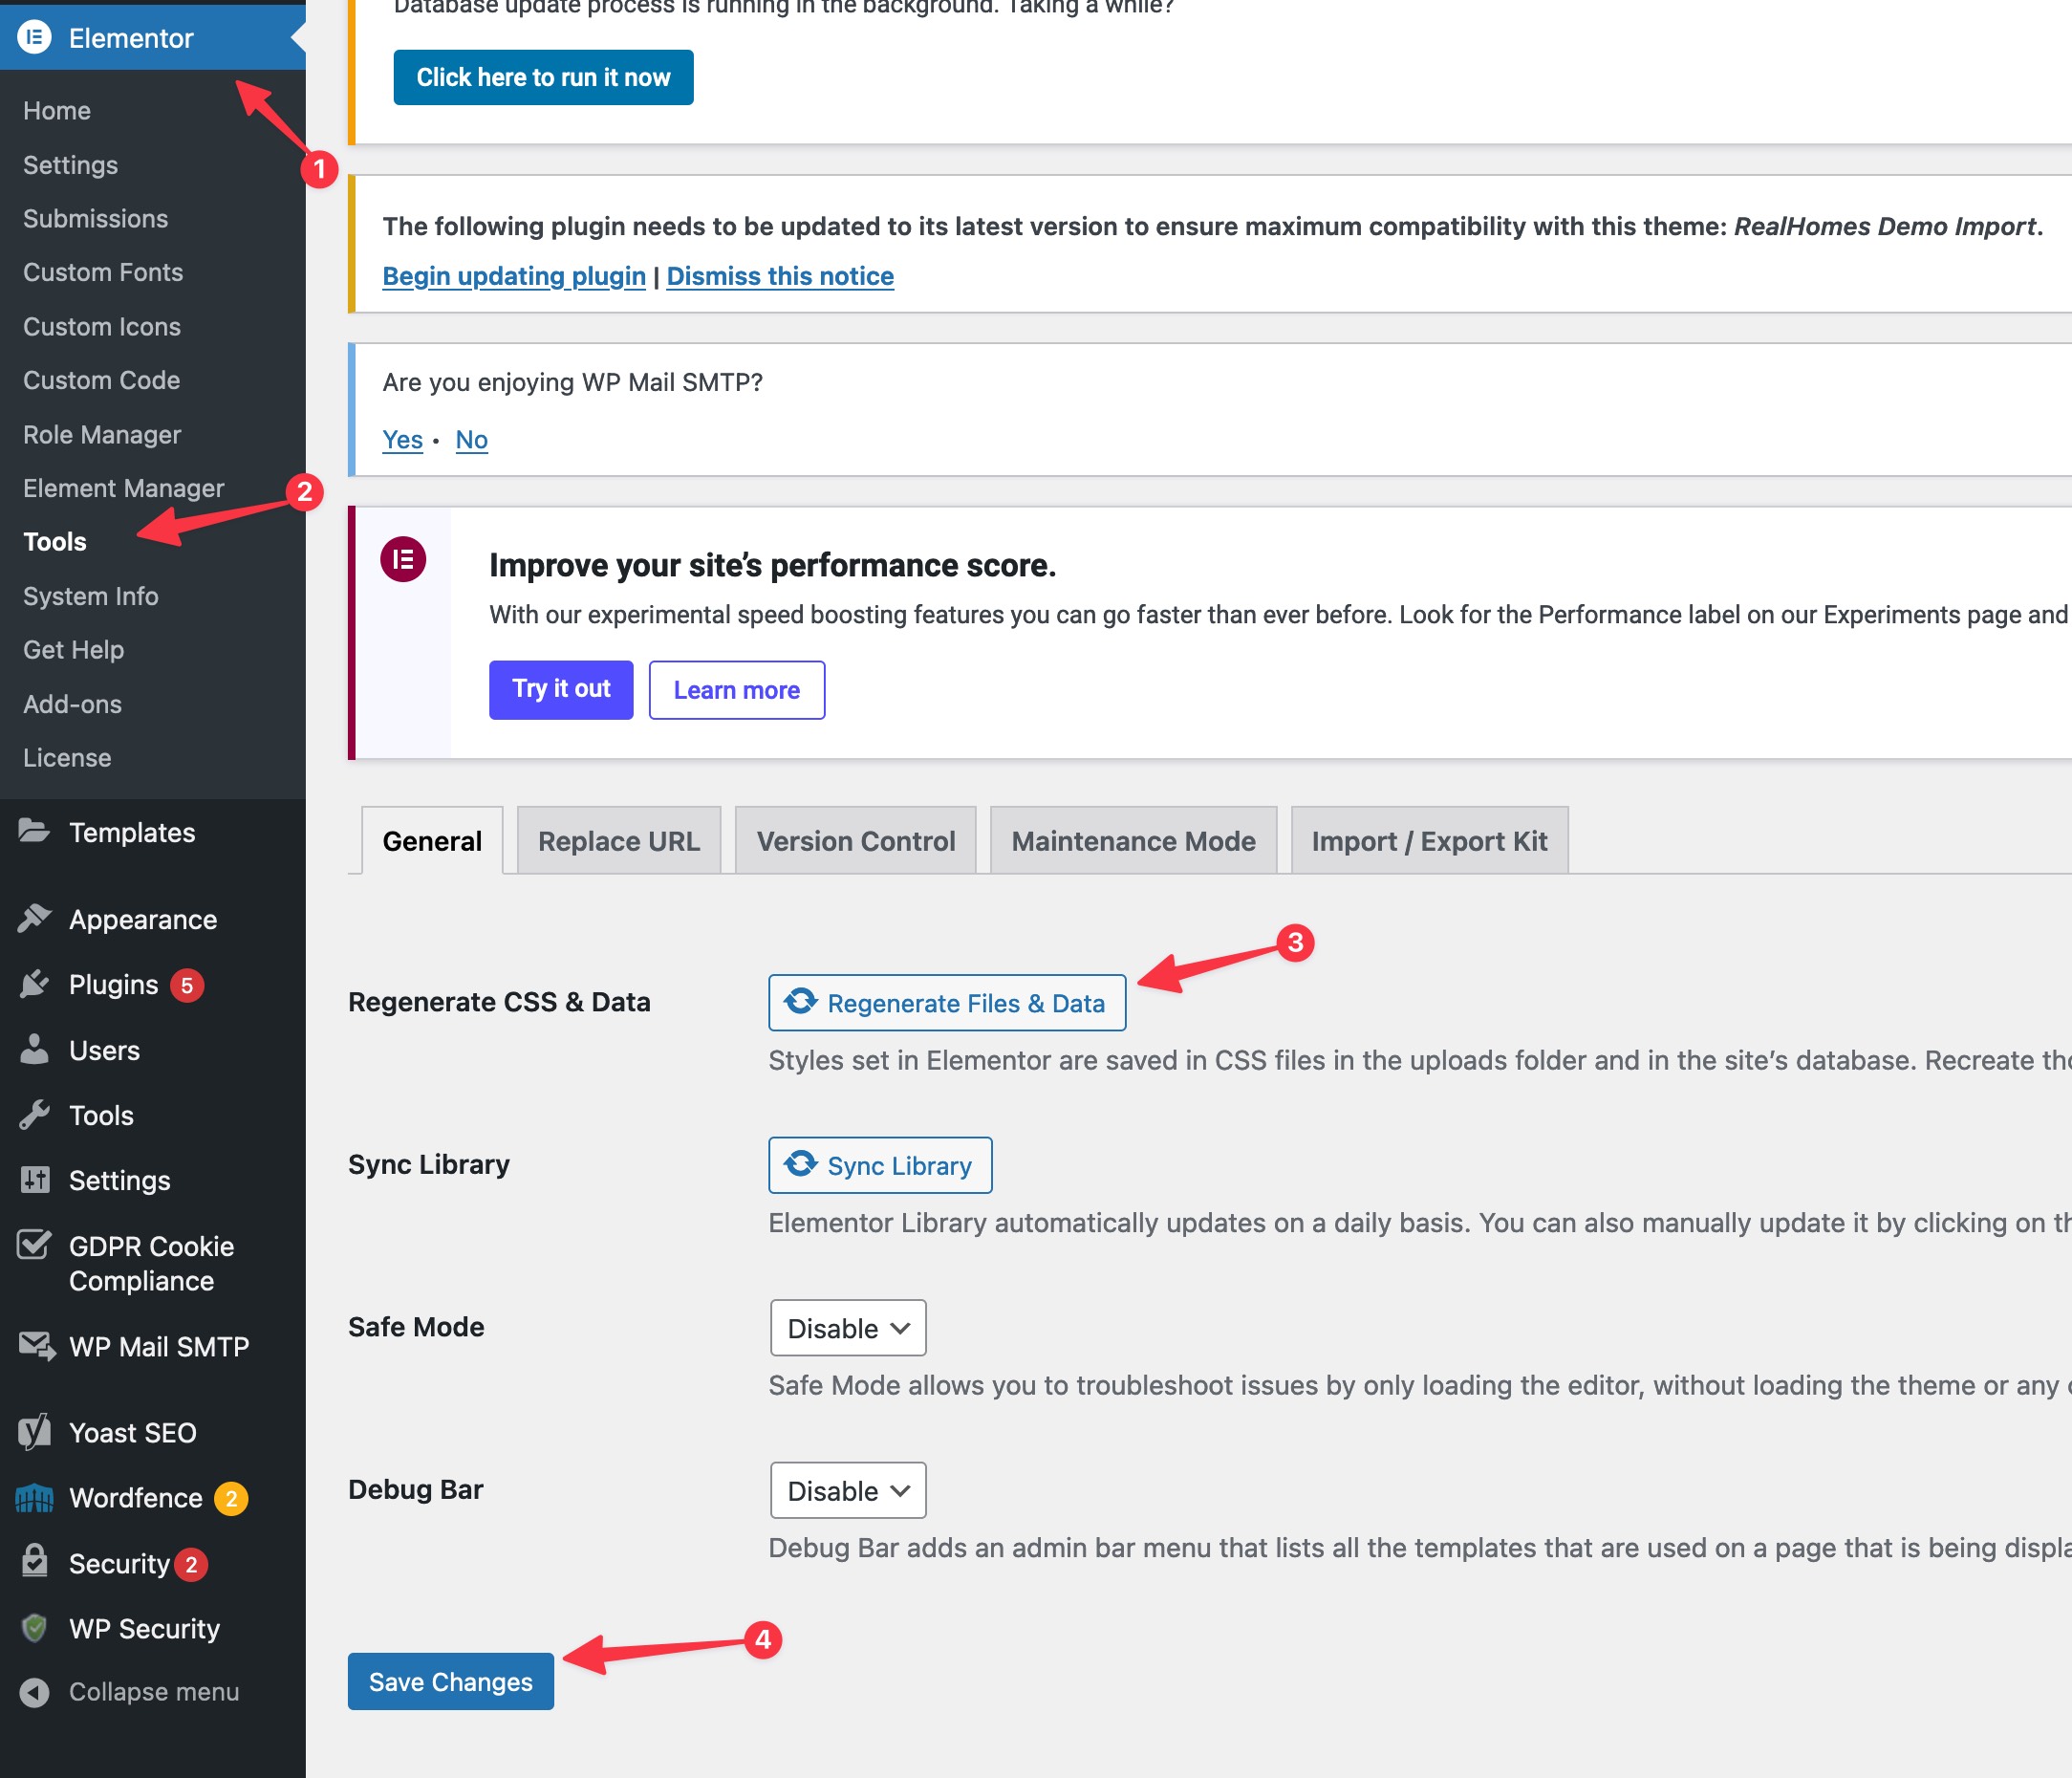 Elementor
Home
Settings
Submissions
Custom Fonts
Custom Icons
Custom Code
Role Manager
Element Manager
Tools
System Info
Get Help
Add-ons
License
Templates
Appearance
Plugins 5
Users
Tools
Settings
GDPR Cookie
Compliance
WP Mail SMTP
Yoast SEO
Wordfence 2
Security 2
WP Security
Collapse menu
1
2
Database update process is running in the background. Taking a while?
Click here to run it now
The following plugin needs to be updated to its latest version to ensure maximum compatibility with this theme: RealHomes Demo Import.
Begin updating plugin | Dismiss this notice
Are you enjoying WP Mail SMTP?
Yes • No
Improve your site's performance score.
With our experimental speed boosting features you can go faster than ever before. Look for the Performance label on our Experiments page and
Try it out Learn more
General Replace URL Version Control Maintenance Mode Import / Export Kit
3
Regenerate CSS & Data Regenerate Files & Data
Styles set in Elementor are saved in CSS files in the uploads folder and in the site's database. Recreate
Sync Library Sync Library
Elementor Library automatically updates on a daily basis. You can also manually update it by clicking on
Safe Mode Disable
Safe Mode allows you to troubleshoot issues by only loading the editor, without loading the theme or any
Debug Bar Disable
Debug Bar adds an admin bar menu that lists all the templates that are used on a page that is being
4
Save Changes